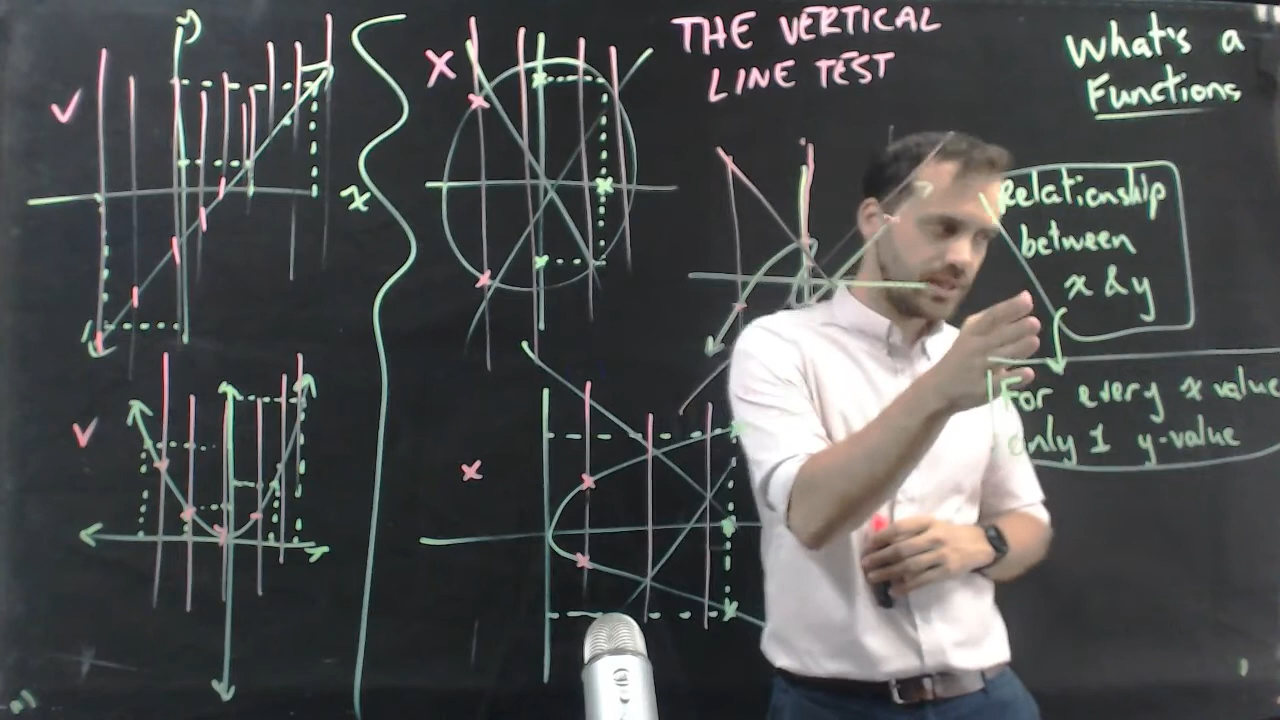 y
x
THE VERTICAL
LINE TEST
What's a
Functions
Relationship
between
x & y
For every x value
only 1 y-value